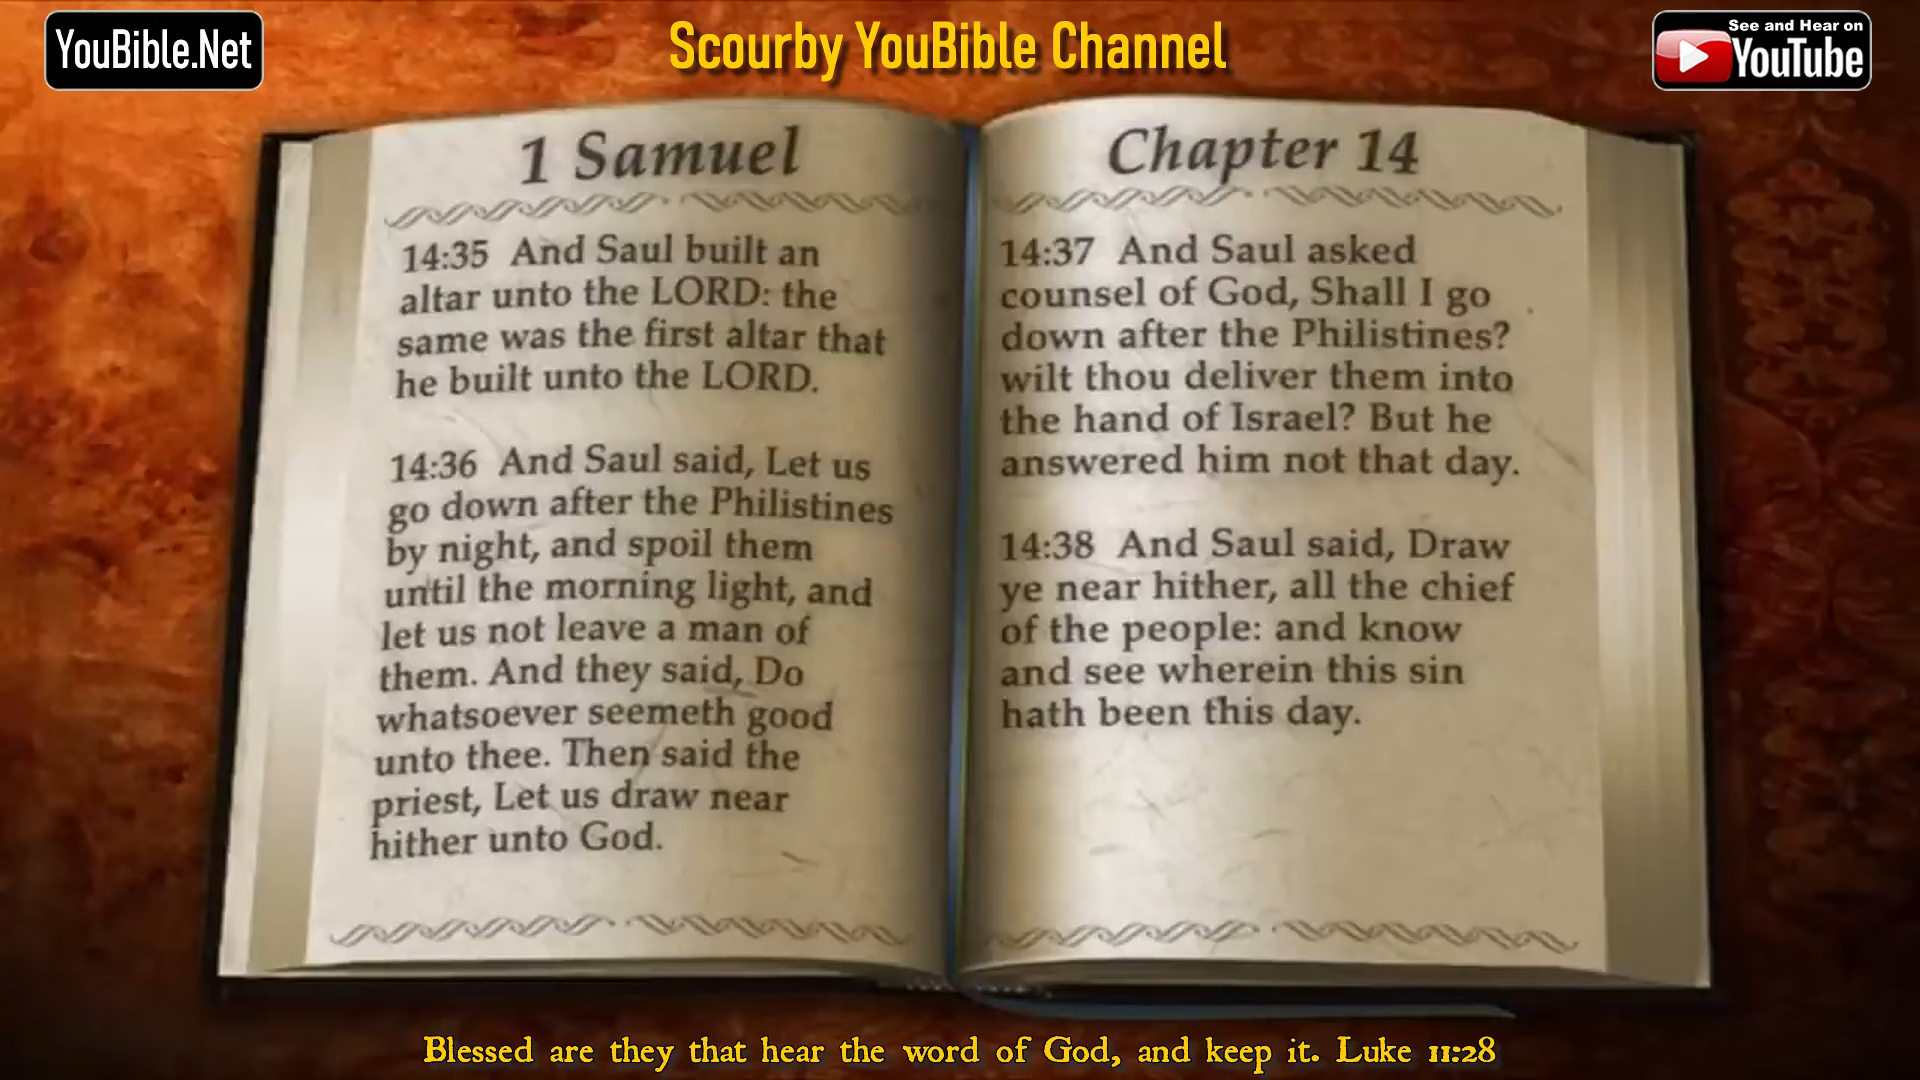 YouBible.Net
Scourby YouBible Channel
See and Hear on
YouTube
1 Samuel
14:35 And Saul built an
altar unto the LORD: the
same was the first altar that
he built unto the LORD.
14:36 And Saul said, Let us
go down after the Philistines
by night, and spoil them
until the morning light, and
let us not leave a man of
them. And they said, Do
whatsoever seemeth good
unto thee. Then said the
priest, Let us draw near
hither unto God.
Chapter 14
14:37 And Saul asked
counsel of God, Shall I go
down after the Philistines?
wilt thou deliver them into
the hand of Israel? But he
answered him not that day.
14:38 And Saul said, Draw
ye near hither, all the chief
of the people: and know
and see wherein this sin
hath been this day.
Blessed are they that hear the word of God, and keep it. Luke 11:28